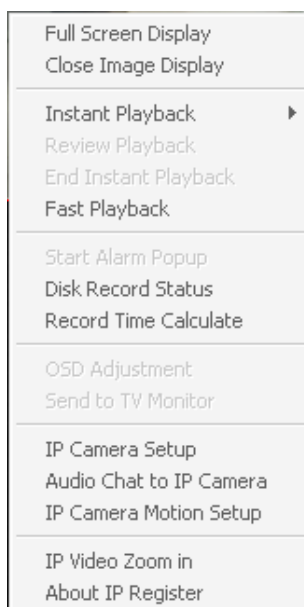 Full Screen Display
Close Image Display
Instant Playback
Review Playback
End Instant Playback
Fast Playback
Start Alarm Popup
Disk Record Status
Record Time Calculate
OSD Adjustment
Send to TV Monitor
IP Camera Setup
Audio Chat to IP Camera
IP Camera Motion Setup
IP Video Zoom in
About IP Register